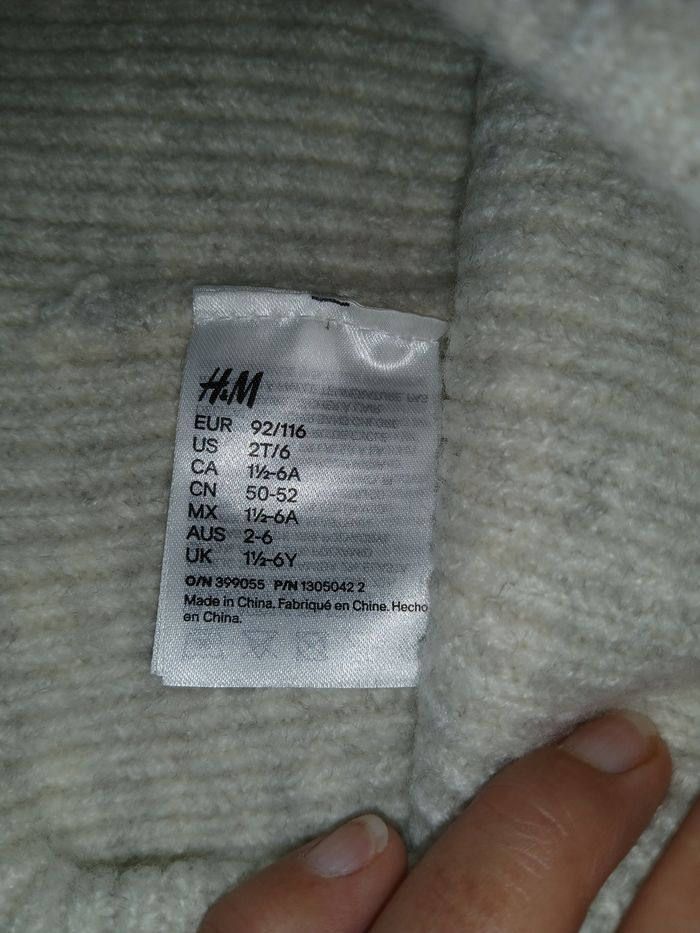 H&M
EUR 92/116
US 2T/6
CA 1½-6A
CN 50-52
MX 1½-6A
AUS 2-6
UK 1½-6Y
O/N 399055 P/N 1305042 2
Made in China. Fabriqué en Chine. Hecho
en China.